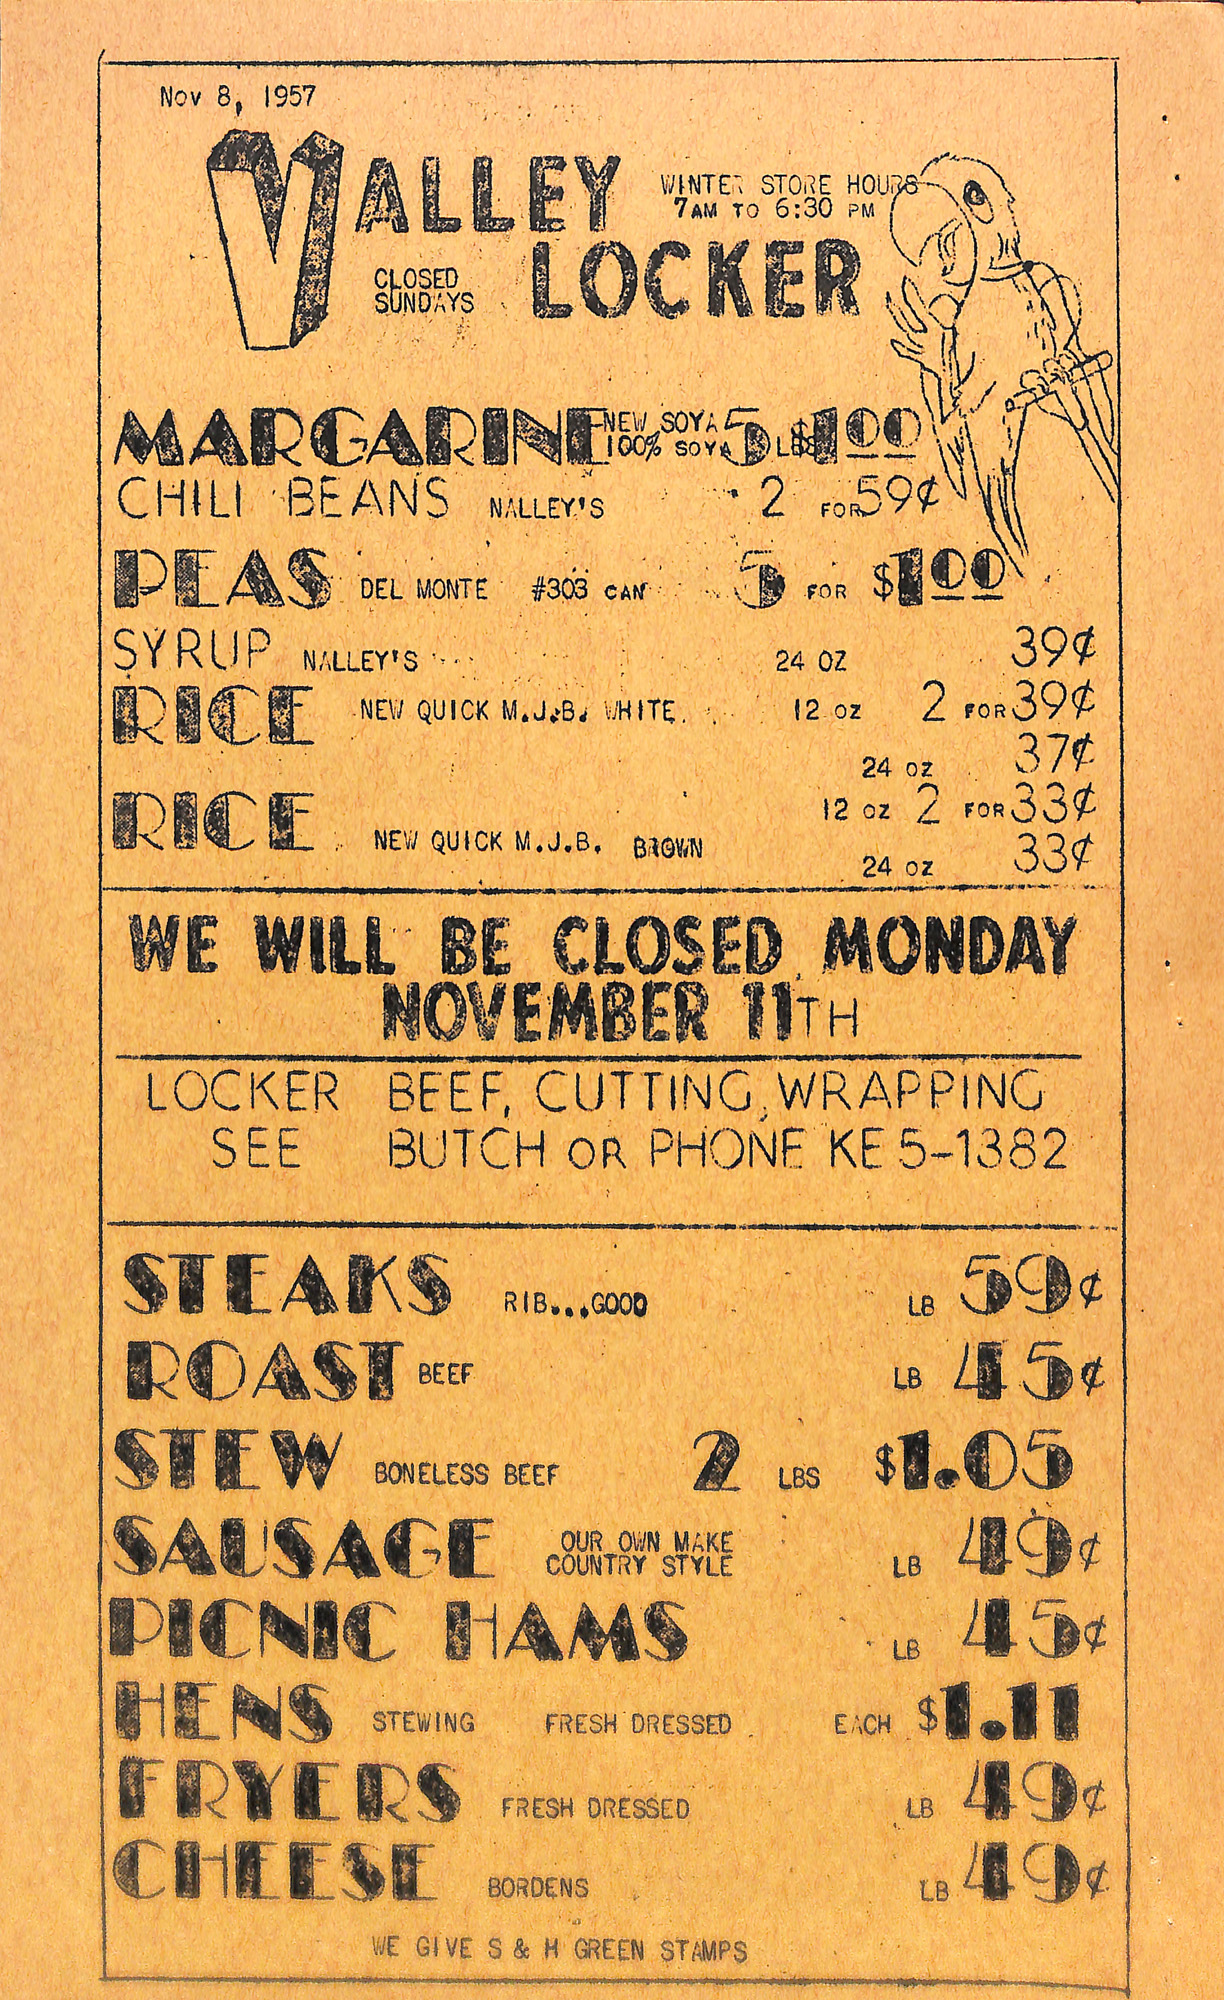 Nov 8, 1957
VALLEY
WINTER STORE HOURS
7AM TO 6:30 PM
CLOSED
SUNDAYS
LOCKER
MARGARINE NEW SOYA 5 LBS $1.00
100% SOYA
CHILI BEANS NALLEY'S 2 FOR 59¢
PEAS DEL MONTE #303 CAN 5 FOR $1.00
SYRUP NALLEY'S 24 OZ 39¢
RICE NEW QUICK M.J.B. WHITE 12 OZ 2 FOR 39¢
24 OZ 37¢
12 OZ 2 FOR 33¢
RICE NEW QUICK M.J.B. BROWN
24 OZ 33¢
WE WILL BE CLOSED MONDAY
NOVEMBER 11TH
LOCKER BEEF, CUTTING, WRAPPING
SEE BUTCH OR PHONE KE 5-1382
STEAKS RIB...GOOD LB 59¢
ROAST BEEF LB 45¢
STEW BONELESS BEEF 2 LBS $1.05
SAUSAGE OUR OWN MAKE
COUNTRY STYLE LB 49¢
PICNIC HAMS LB 45¢
HENS STEWING FRESH DRESSED EACH $1.11
FRYERS FRESH DRESSED LB 49¢
CHEESE BORDENS LB 49¢
WE GIVE S & H GREEN STAMPS